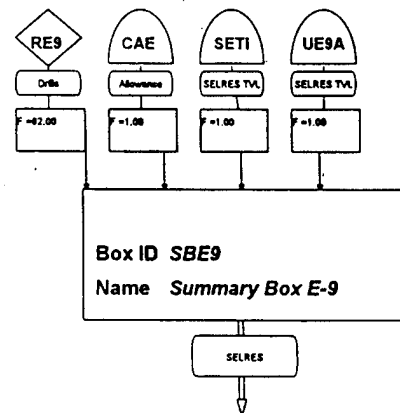 RE9 CAE SETI UE9A
Drills Allowance SELRES TVL SELRES TVL
F =62.00 F =1.00 F =1.00 F =1.00
Box ID SBE9
Name Summary Box E-9
SELRES